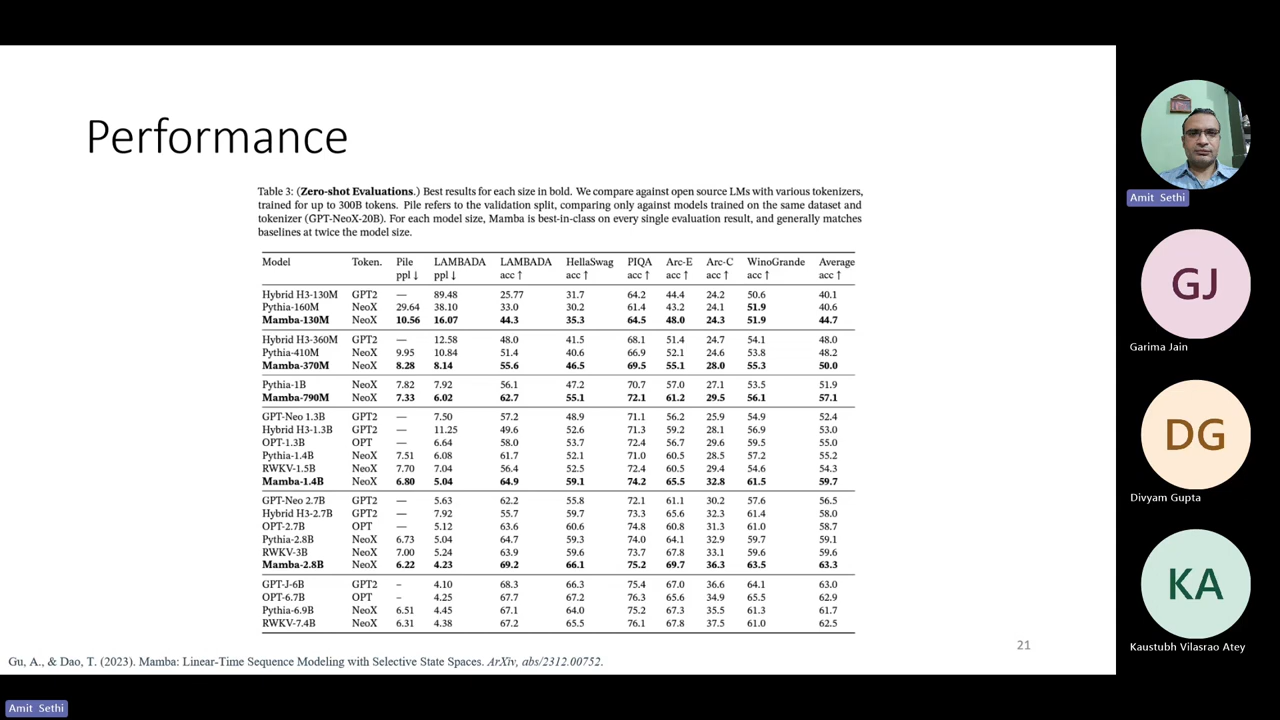 Performance
Table 3: (Zero-shot Evaluations.) Best results for each size in bold. We compare against open source LMs with various tokenizers,
trained for up to 300B tokens. Pile refers to the validation split, comparing only against models trained on the same dataset and
tokenizer (GPT-NeoX-20B). For each model size, Mamba is best-in-class on every single evaluation result, and generally matches
baselines at twice the model size.
Model Token. Pile LAMBADA LAMBADA HellaSwag PIQA Arc-E Arc-C WinoGrande Average
ppl ↓ ppl ↓ acc ↑ acc ↑ acc ↑ acc ↑ acc ↑ acc ↑ acc ↑
Hybrid H3-130M GPT2 — 89.48 25.77 31.7 64.2 44.4 24.2 50.6 40.1
Pythia-160M NeoX 29.64 38.10 33.0 30.2 61.4 43.2 24.1 51.9 40.6
Mamba-130M NeoX 10.56 16.07 44.3 35.3 64.5 48.0 24.3 51.9 44.7
Hybrid H3-360M GPT2 — 12.58 48.0 41.5 68.1 51.4 24.7 54.1 48.0
Pythia-410M NeoX 9.95 10.84 51.4 40.6 66.9 52.1 24.6 53.8 48.2
Mamba-370M NeoX 8.28 8.14 55.6 46.5 69.5 55.1 28.0 55.3 50.0
Pythia-1B NeoX 7.82 7.92 56.1 47.2 70.7 57.0 27.1 53.5 51.9
Mamba-790M NeoX 7.33 6.02 62.7 55.1 72.1 61.2 29.5 56.1 57.1
GPT-Neo 1.3B GPT2 — 7.50 57.2 48.9 71.1 56.2 25.9 54.9 52.4
Hybrid H3-1.3B GPT2 — 11.25 49.6 52.6 71.3 59.2 28.1 56.9 53.0
OPT-1.3B OPT — 6.64 58.0 53.7 72.4 56.7 29.6 59.5 55.0
Pythia-1.4B NeoX 7.51 6.08 61.7 52.1 71.0 60.5 28.5 57.2 55.2
RWKV-1.5B NeoX 7.70 7.04 56.4 52.5 72.4 60.5 29.4 54.6 54.3
Mamba-1.4B NeoX 6.80 5.04 64.9 59.1 74.2 65.5 32.8 61.5 59.7
GPT-Neo 2.7B GPT2 — 5.63 62.2 55.8 72.1 61.1 30.2 57.6 56.5
Hybrid H3-2.7B GPT2 — 7.92 55.7 59.7 73.3 65.6 32.3 61.4 58.0
OPT-2.7B OPT — 5.12 63.6 60.6 74.8 60.8 31.3 61.0 58.7
Pythia-2.8B NeoX 6.73 5.04 64.7 59.3 74.0 64.1 32.9 59.7 59.1
RWKV-3B NeoX 7.00 5.24 63.9 59.6 73.7 67.8 33.1 59.6 59.6
Mamba-2.8B NeoX 6.22 4.23 69.2 66.1 75.2 69.7 36.3 63.5 63.3
GPT-J-6B GPT2 – 4.10 68.3 66.3 75.4 67.0 36.6 64.1 63.0
OPT-6.7B OPT – 4.25 67.7 67.2 76.3 65.6 34.9 65.5 62.9
Pythia-6.9B NeoX 6.51 4.45 67.1 64.0 75.2 67.3 35.5 61.3 61.7
RWKV-7.4B NeoX 6.31 4.38 67.2 65.5 76.1 67.8 37.5 61.0 62.5
21
Gu, A., & Dao, T. (2023). Mamba: Linear-Time Sequence Modeling with Selective State Spaces. ArXiv, abs/2312.00752.
Amit Sethi
Amit Sethi
GJ
Garima Jain
DG
Divyam Gupta
KA
Kaustubh Vilasrao Atey